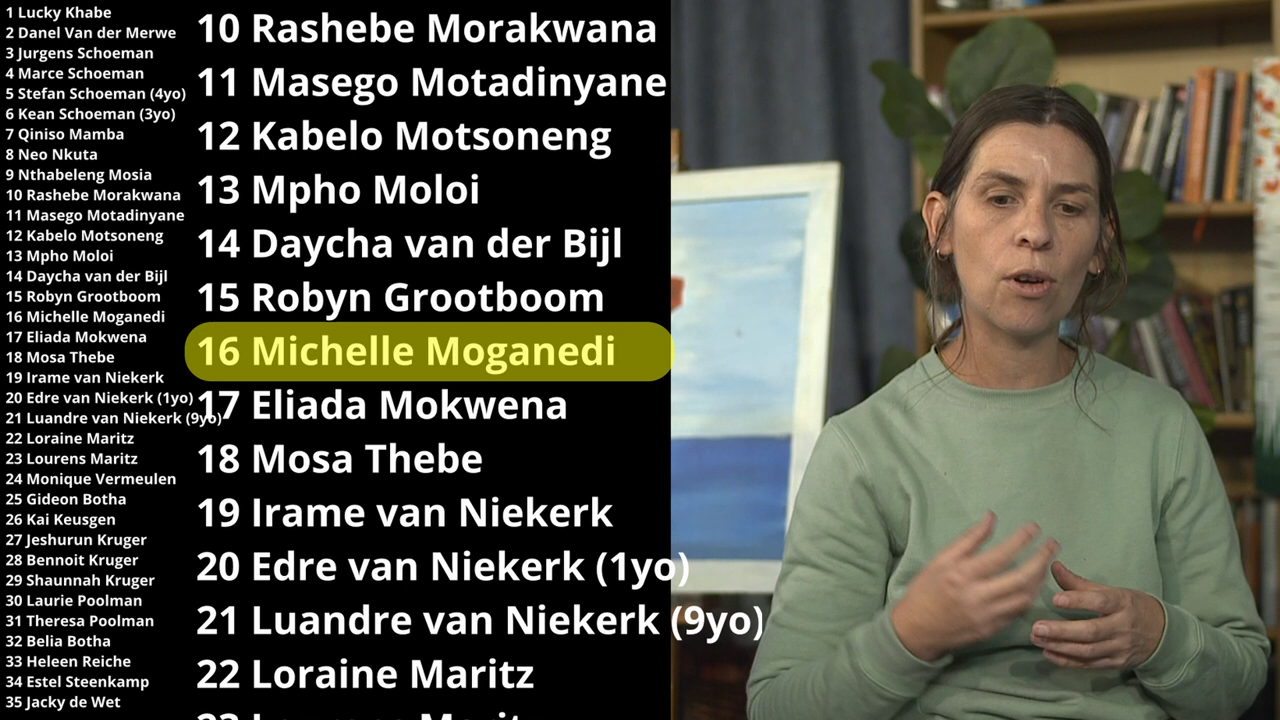 1 Lucky Khabe
2 Danel Van der Merwe
3 Jurgens Schoeman
4 Marce Schoeman
5 Stefan Schoeman (4yo)
6 Kean Schoeman (3yo)
7 Qiniso Mamba
8 Neo Nkuta
9 Nthabeleng Mosia
10 Rashebe Morakwana
11 Masego Motadinyane
12 Kabelo Motsoneng
13 Mpho Moloi
14 Daycha van der Bijl
15 Robyn Grootboom
16 Michelle Moganedi
17 Eliada Mokwena
18 Mosa Thebe
19 Irame van Niekerk
20 Edre van Niekerk (1yo)
21 Luandre van Niekerk (9yo)
22 Loraine Maritz
23 Lourens Maritz
24 Monique Vermeulen
25 Gideon Botha
26 Kai Keusgen
27 Jeshurun Kruger
28 Bennoit Kruger
29 Shaunnah Kruger
30 Laurie Poolman
31 Theresa Poolman
32 Belia Botha
33 Heleen Reiche
34 Estel Steenkamp
35 Jacky de Wet
10 Rashebe Morakwana
11 Masego Motadinyane
12 Kabelo Motsoneng
13 Mpho Moloi
14 Daycha van der Bijl
15 Robyn Grootboom
16 Michelle Moganedi
17 Eliada Mokwena
18 Mosa Thebe
19 Irame van Niekerk
20 Edre van Niekerk (1yo)
21 Luandre van Niekerk (9yo)
22 Loraine Maritz